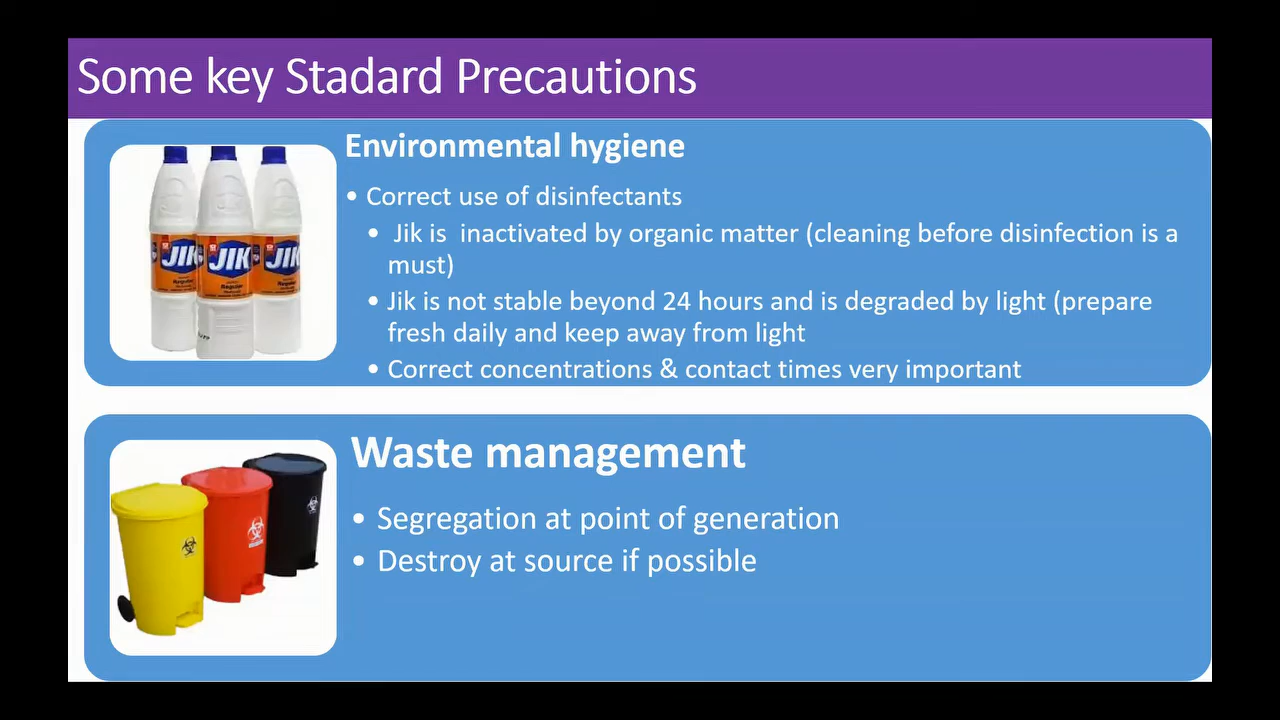 Some key Stadard Precautions
Environmental hygiene
• Correct use of disinfectants
• Jik is inactivated by organic matter (cleaning before disinfection is a
must)
• Jik is not stable beyond 24 hours and is degraded by light (prepare
fresh daily and keep away from light
• Correct concentrations & contact times very important
JIK
JIK
JIK
Regular
Waste management
• Segregation at point of generation
• Destroy at source if possible